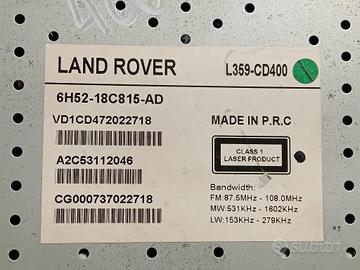 LAND ROVER
L359-CD400
6H52-18C815-AD
VD1CD472022718
MADE IN P.R.C
A2C53112046
CLASS 1
LASER PRODUCT
CG000737022718
Bandwidth:
FM:87.5MHz - 108.0MHz
MW:531KHz - 1602KHz
LW:153KHz - 279KHz
subito